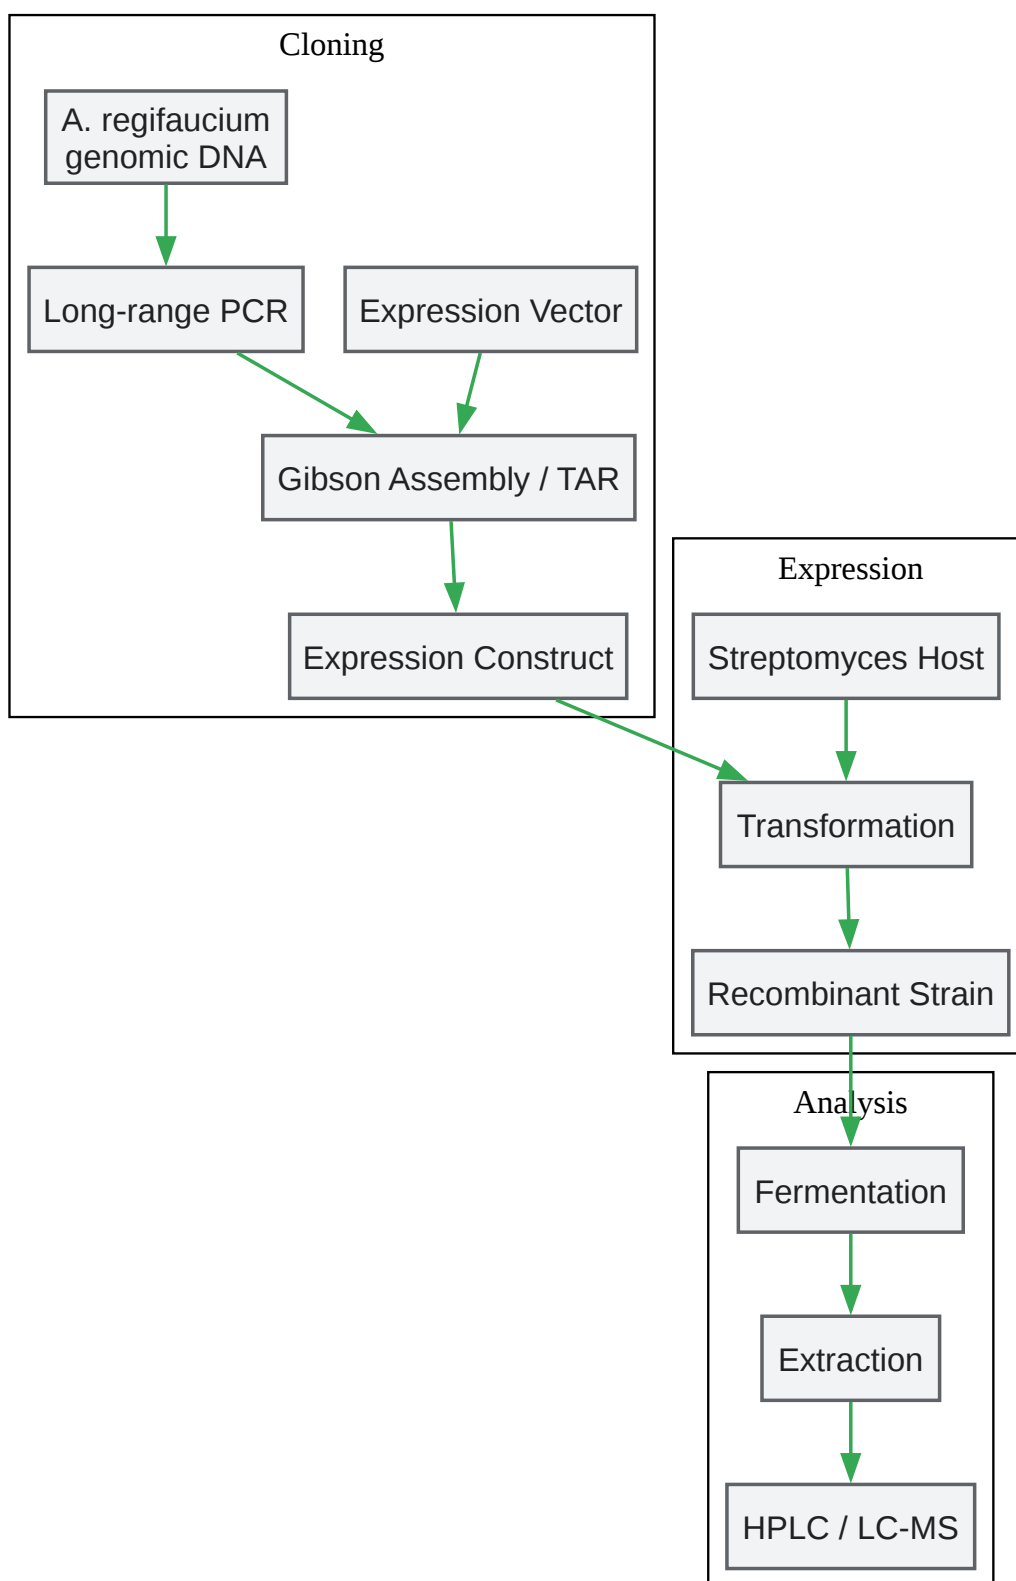 Cloning
A. regifaucium
genomic DNA
Long-range PCR
Expression Vector
Gibson Assembly / TAR
Expression Construct
Expression
Streptomyces Host
Transformation
Recombinant Strain
Analysis
Fermentation
Extraction
HPLC / LC-MS